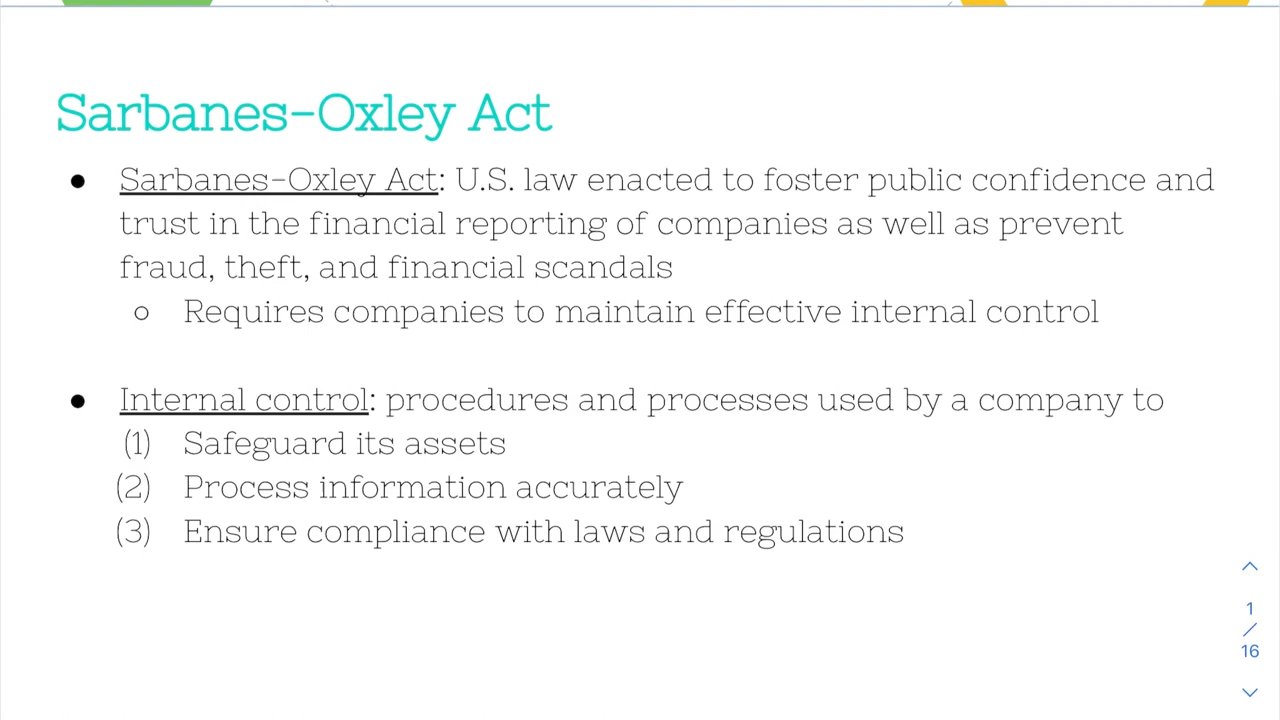 Sarbanes-Oxley Act
● Sarbanes-Oxley Act: U.S. law enacted to foster public confidence and
trust in the financial reporting of companies as well as prevent
fraud, theft, and financial scandals
○ Requires companies to maintain effective internal control
● Internal control: procedures and processes used by a company to
(1) Safeguard its assets
(2) Process information accurately
(3) Ensure compliance with laws and regulations
1
/
16